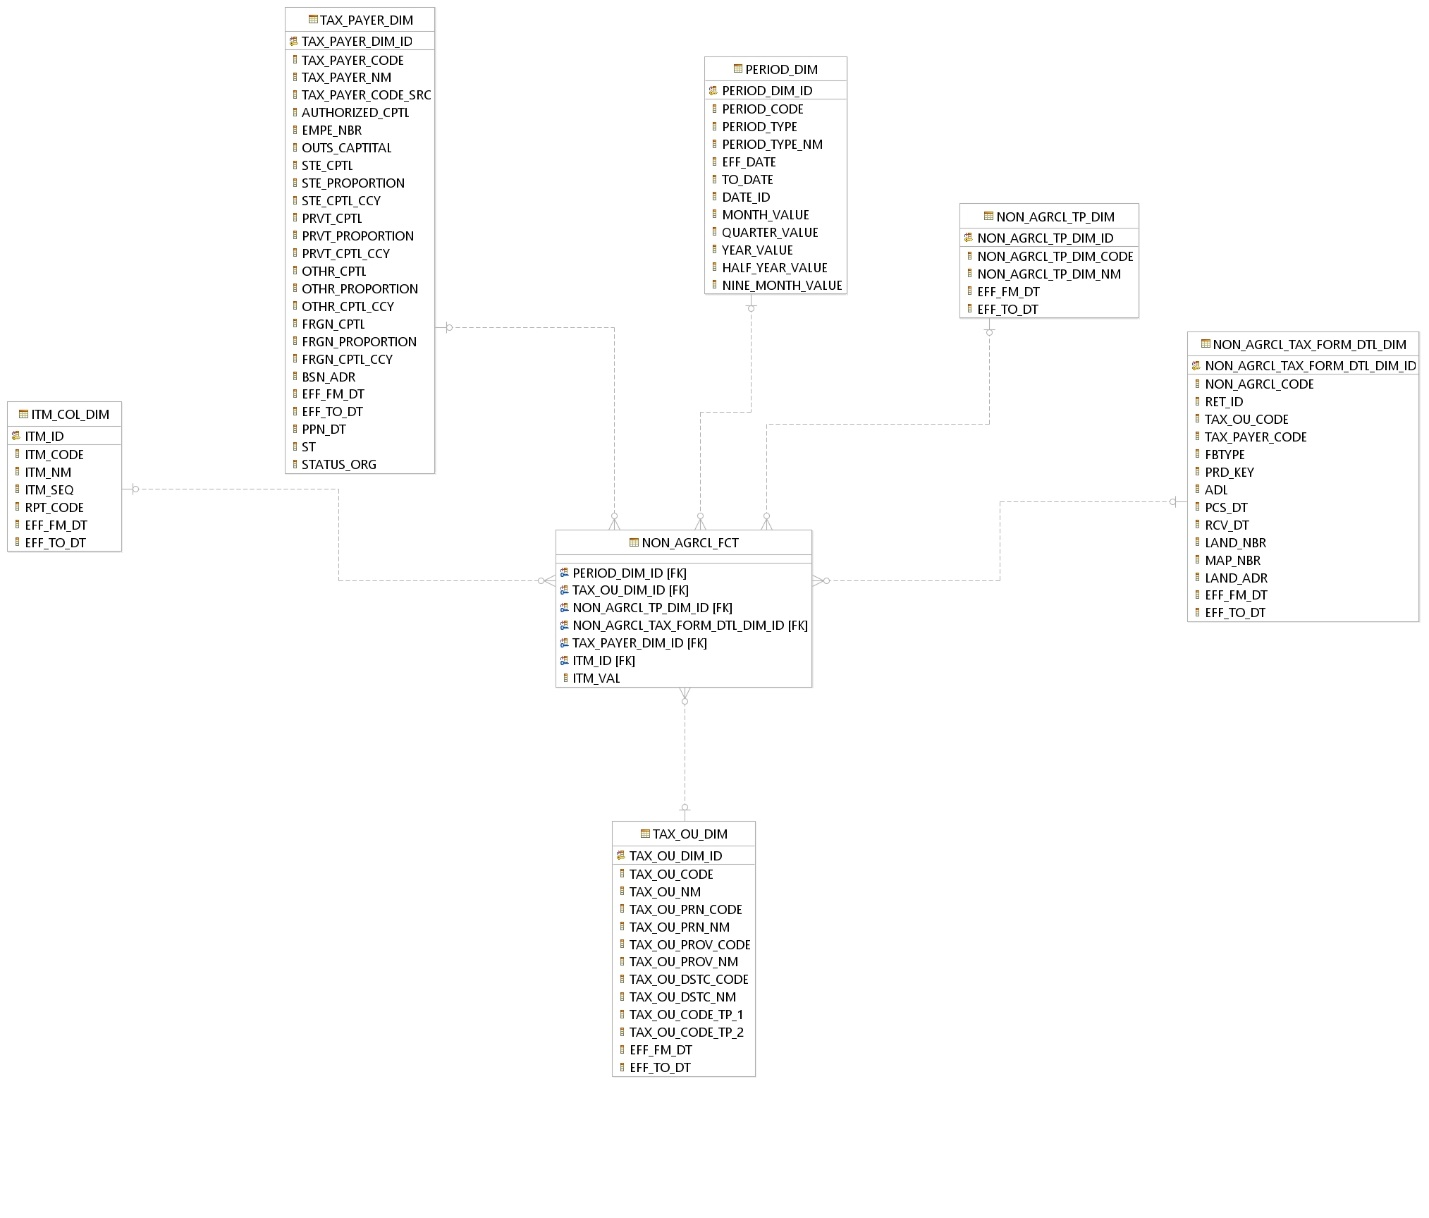 TAX_PAYER_DIM
TAX_PAYER_DIM_ID
TAX_PAYER_CODE
TAX_PAYER_NM
TAX_PAYER_CODE_SRC
AUTHORIZED_CPTL
EMPE_NBR
OUTS_CAPTITAL
STE_CPTL
STE_PROPORTION
STE_CPTL_CCY
PRVT_CPTL
PRVT_PROPORTION
PRVT_CPTL_CCY
OTHR_CPTL
OTHR_PROPORTION
OTHR_CPTL_CCY
FRGN_CPTL
FRGN_PROPORTION
FRGN_CPTL_CCY
BSN_ADR
EFF_FM_DT
EFF_TO_DT
PPN_DT
ST
STATUS_ORG
PERIOD_DIM
PERIOD_DIM_ID
PERIOD_CODE
PERIOD_TYPE
PERIOD_TYPE_NM
EFF_DATE
TO_DATE
DATE_ID
MONTH_VALUE
QUARTER_VALUE
YEAR_VALUE
HALF_YEAR_VALUE
NINE_MONTH_VALUE
NON_AGRCL_TP_DIM
NON_AGRCL_TP_DIM_ID
NON_AGRCL_TP_DIM_CODE
NON_AGRCL_TP_DIM_NM
EFF_FM_DT
EFF_TO_DT
NON_AGRCL_TAX_FORM_DTL_DIM
NON_AGRCL_TAX_FORM_DTL_DIM_ID
NON_AGRCL_CODE
RET_ID
TAX_OU_CODE
TAX_PAYER_CODE
FBTYPE
PRD_KEY
ADL
PCS_DT
RCV_DT
LAND_NBR
MAP_NBR
LAND_ADR
EFF_FM_DT
EFF_TO_DT
ITM_COL_DIM
ITM_ID
ITM_CODE
ITM_NM
ITM_SEQ
RPT_CODE
EFF_FM_DT
EFF_TO_DT
NON_AGRCL_FCT
PERIOD_DIM_ID [FK]
TAX_OU_DIM_ID [FK]
NON_AGRCL_TP_DIM_ID [FK]
NON_AGRCL_TAX_FORM_DTL_DIM_ID [FK]
TAX_PAYER_DIM_ID [FK]
ITM_ID [FK]
ITM_VAL
TAX_OU_DIM
TAX_OU_DIM_ID
TAX_OU_CODE
TAX_OU_NM
TAX_OU_PRN_CODE
TAX_OU_PRN_NM
TAX_OU_PROV_CODE
TAX_OU_PROV_NM
TAX_OU_DSTC_CODE
TAX_OU_DSTC_NM
TAX_OU_CODE_TP_1
TAX_OU_CODE_TP_2
EFF_FM_DT
EFF_TO_DT